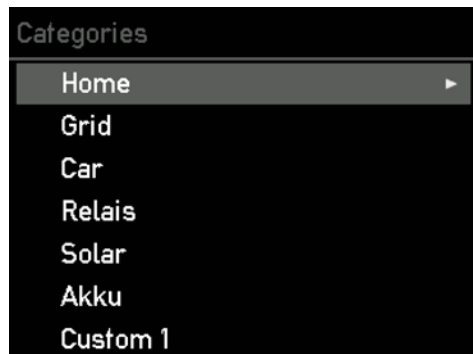 Categories
Home
Grid
Car
Relais
Solar
Akku
Custom 1